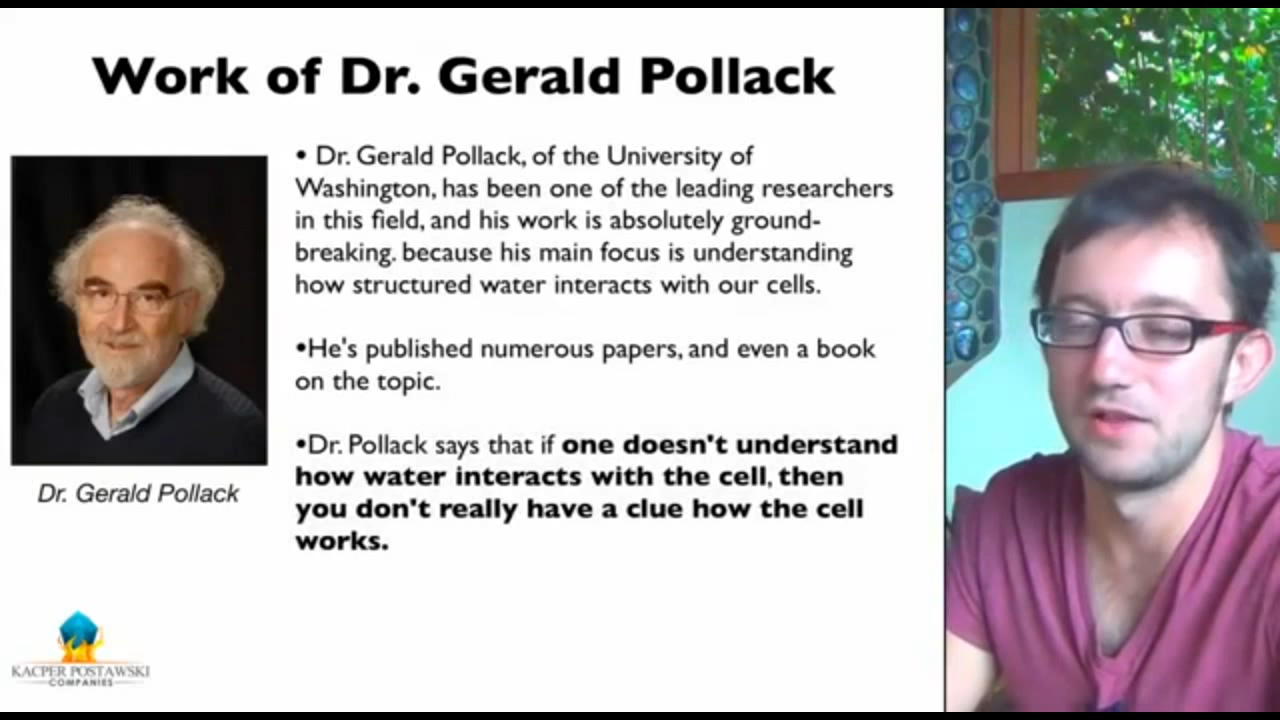 Work of Dr. Gerald Pollack
• Dr. Gerald Pollack, of the University of
Washington, has been one of the leading researchers
in this field, and his work is absolutely ground-
breaking. because his main focus is understanding
how structured water interacts with our cells.
•He's published numerous papers, and even a book
on the topic.
•Dr. Pollack says that if one doesn't understand
how water interacts with the cell, then
you don't really have a clue how the cell
works.
Dr. Gerald Pollack
KACPER POSTAWSKI
COMPANIES